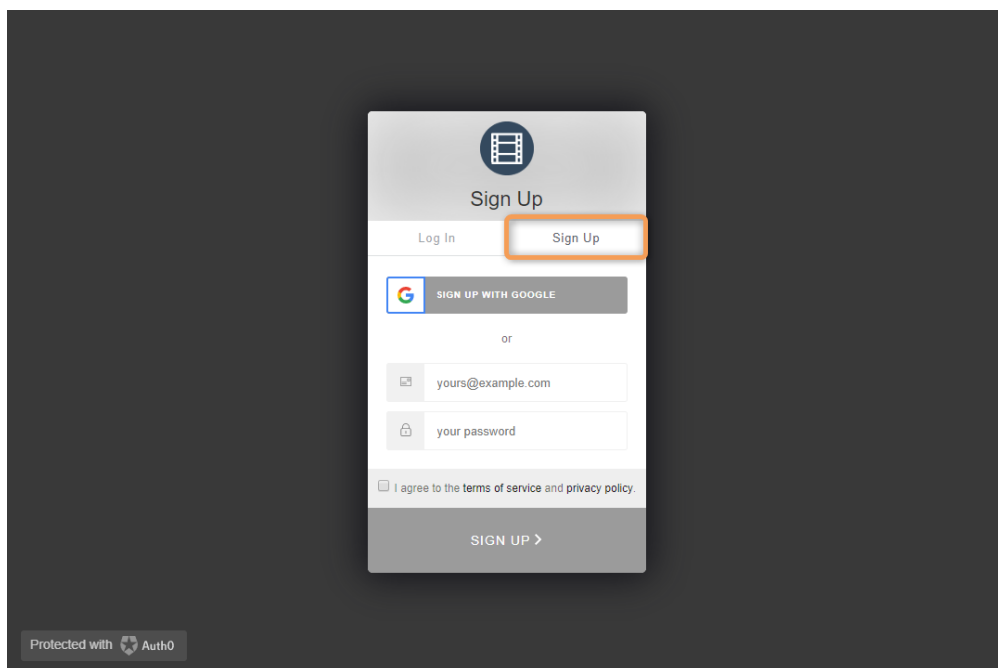 Sign Up
Log In Sign Up
SIGN UP WITH GOOGLE
or
yours@example.com
your password
I agree to the terms of service and privacy policy.
SIGN UP
Protected with Auth0